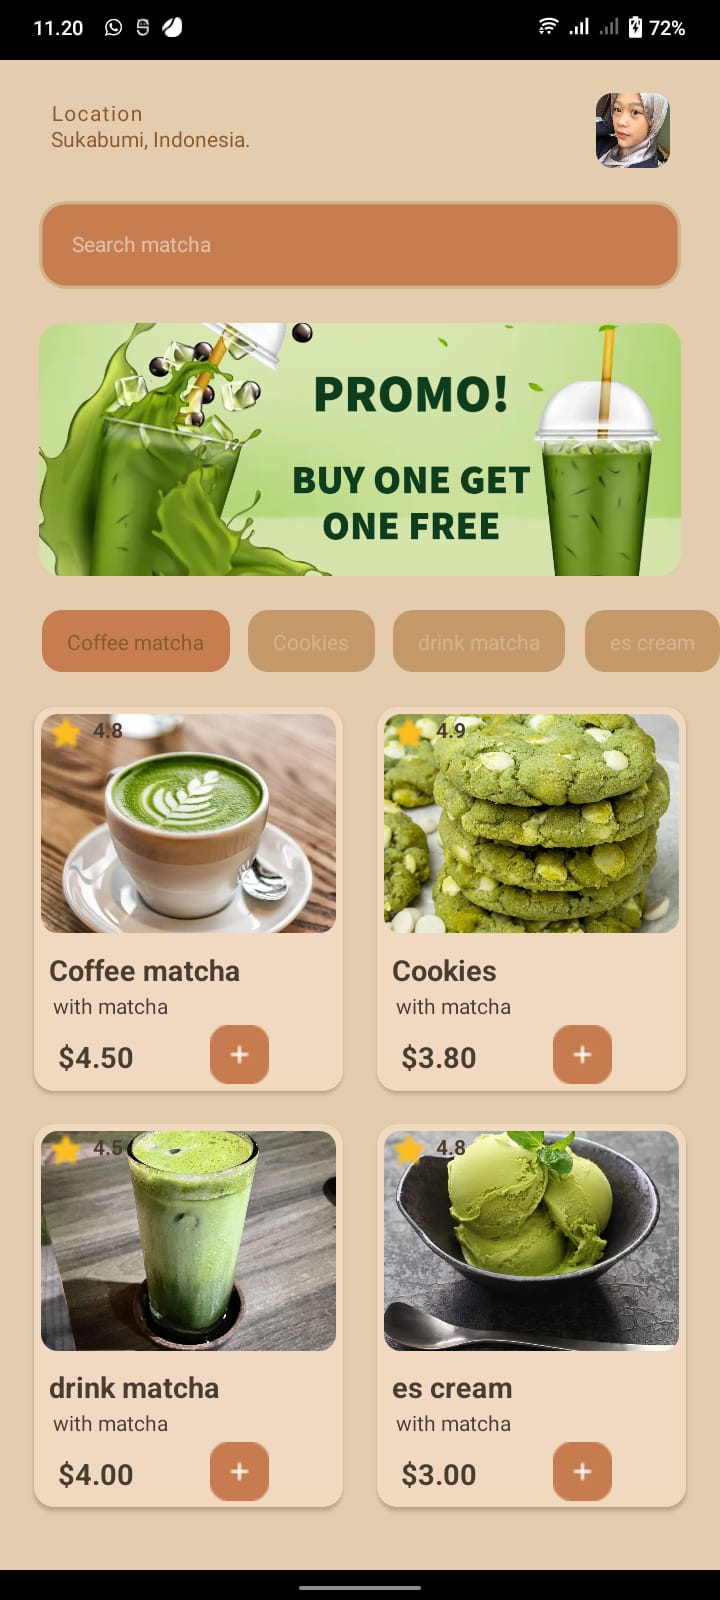 11.20
72%
Location
Sukabumi, Indonesia.
Search matcha
PROMO!
BUY ONE GET
ONE FREE
Coffee matcha Cookies drink matcha es cream
4.8
Coffee matcha
with matcha
$4.50 +
4.9
Cookies
with matcha
$3.80 +
4.5
drink matcha
with matcha
$4.00 +
4.8
es cream
with matcha
$3.00 +